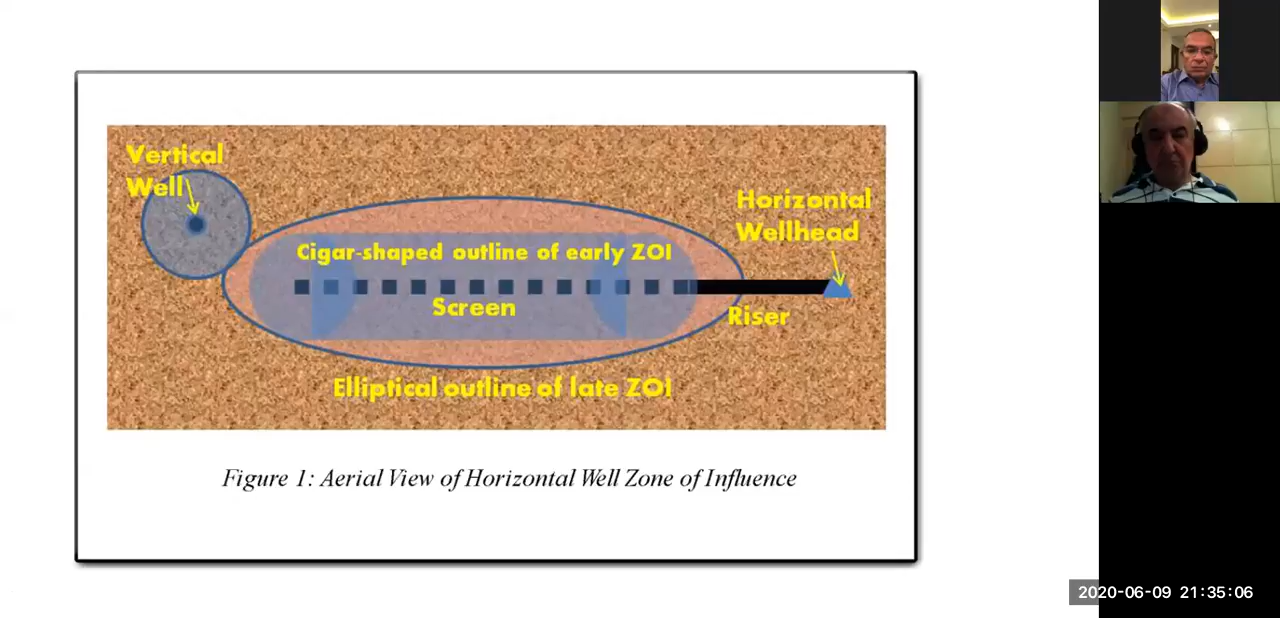 Vertical
Well
Horizontal
Wellhead
Cigar-shaped outline of early ZOI
Screen
Riser
Elliptical outline of late ZOI
Figure 1: Aerial View of Horizontal Well Zone of Influence
2020-06-09 21:35:06